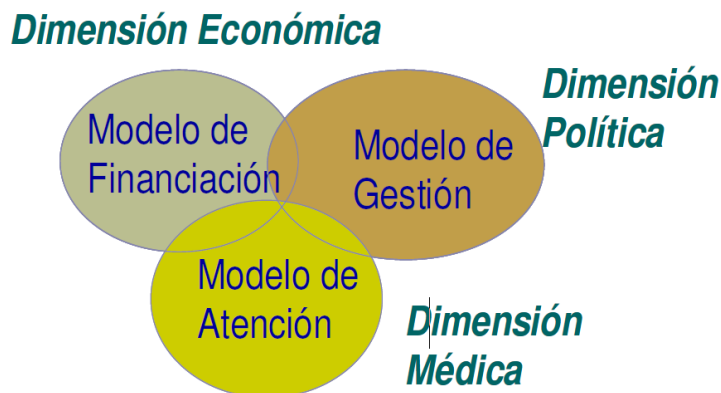 Dimensión Económica
Dimensión
Política
Modelo de
Financiación
Modelo de
Gestión
Modelo de
Atención
Dimensión
Médica